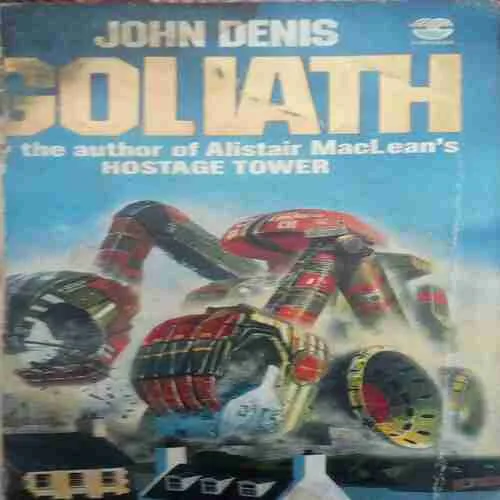 JOHN DENIS
GOLIATH
the author of Alistair MacLean's
HOSTAGE TOWER